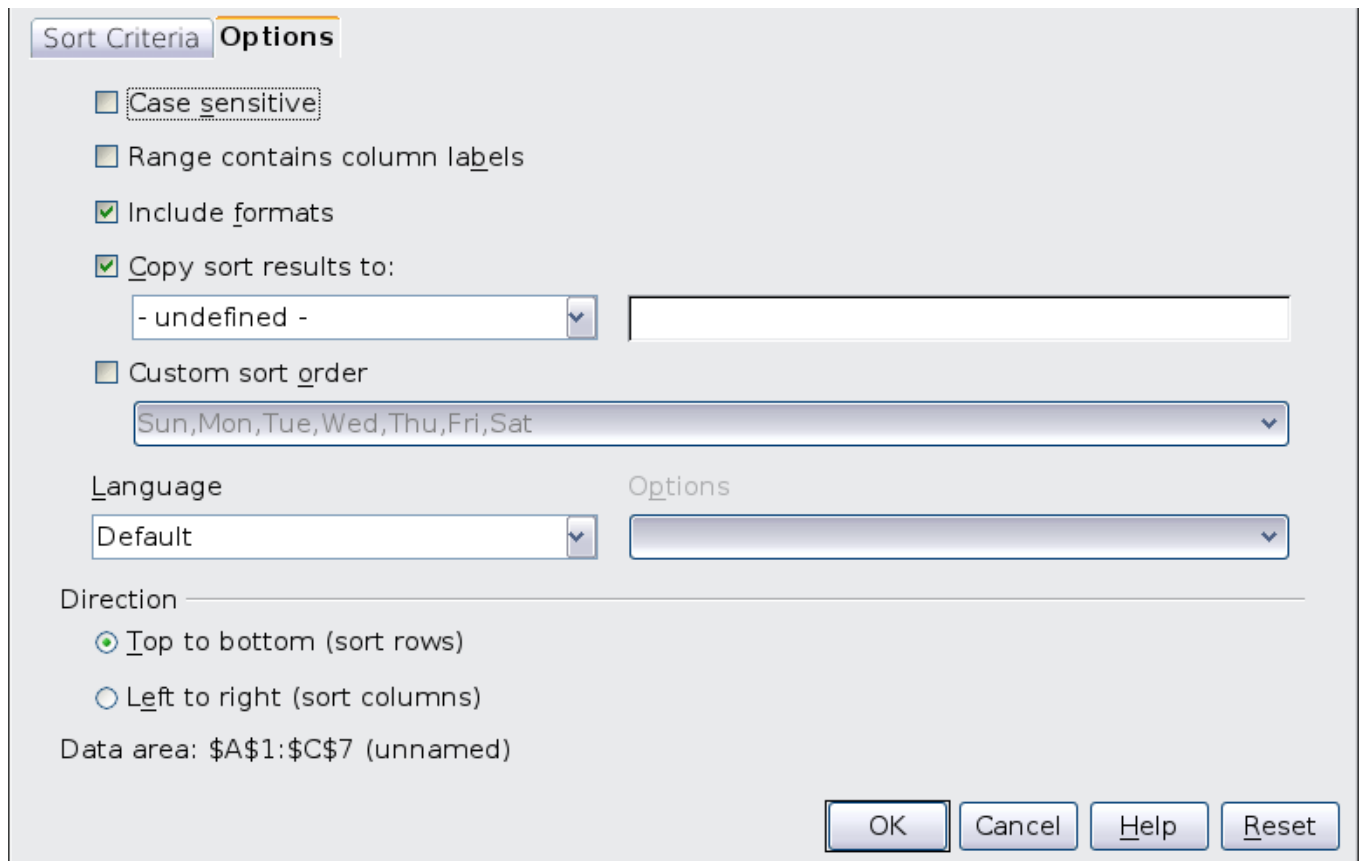 Sort Criteria Options
Case sensitive
Range contains column labels
Include formats
Copy sort results to:
- undefined -
Custom sort order
Sun,Mon,Tue,Wed,Thu,Fri,Sat
Language Options
Default
Direction
Top to bottom (sort rows)
Left to right (sort columns)
Data area: $A$1:$C$7 (unnamed)
OK Cancel Help Reset